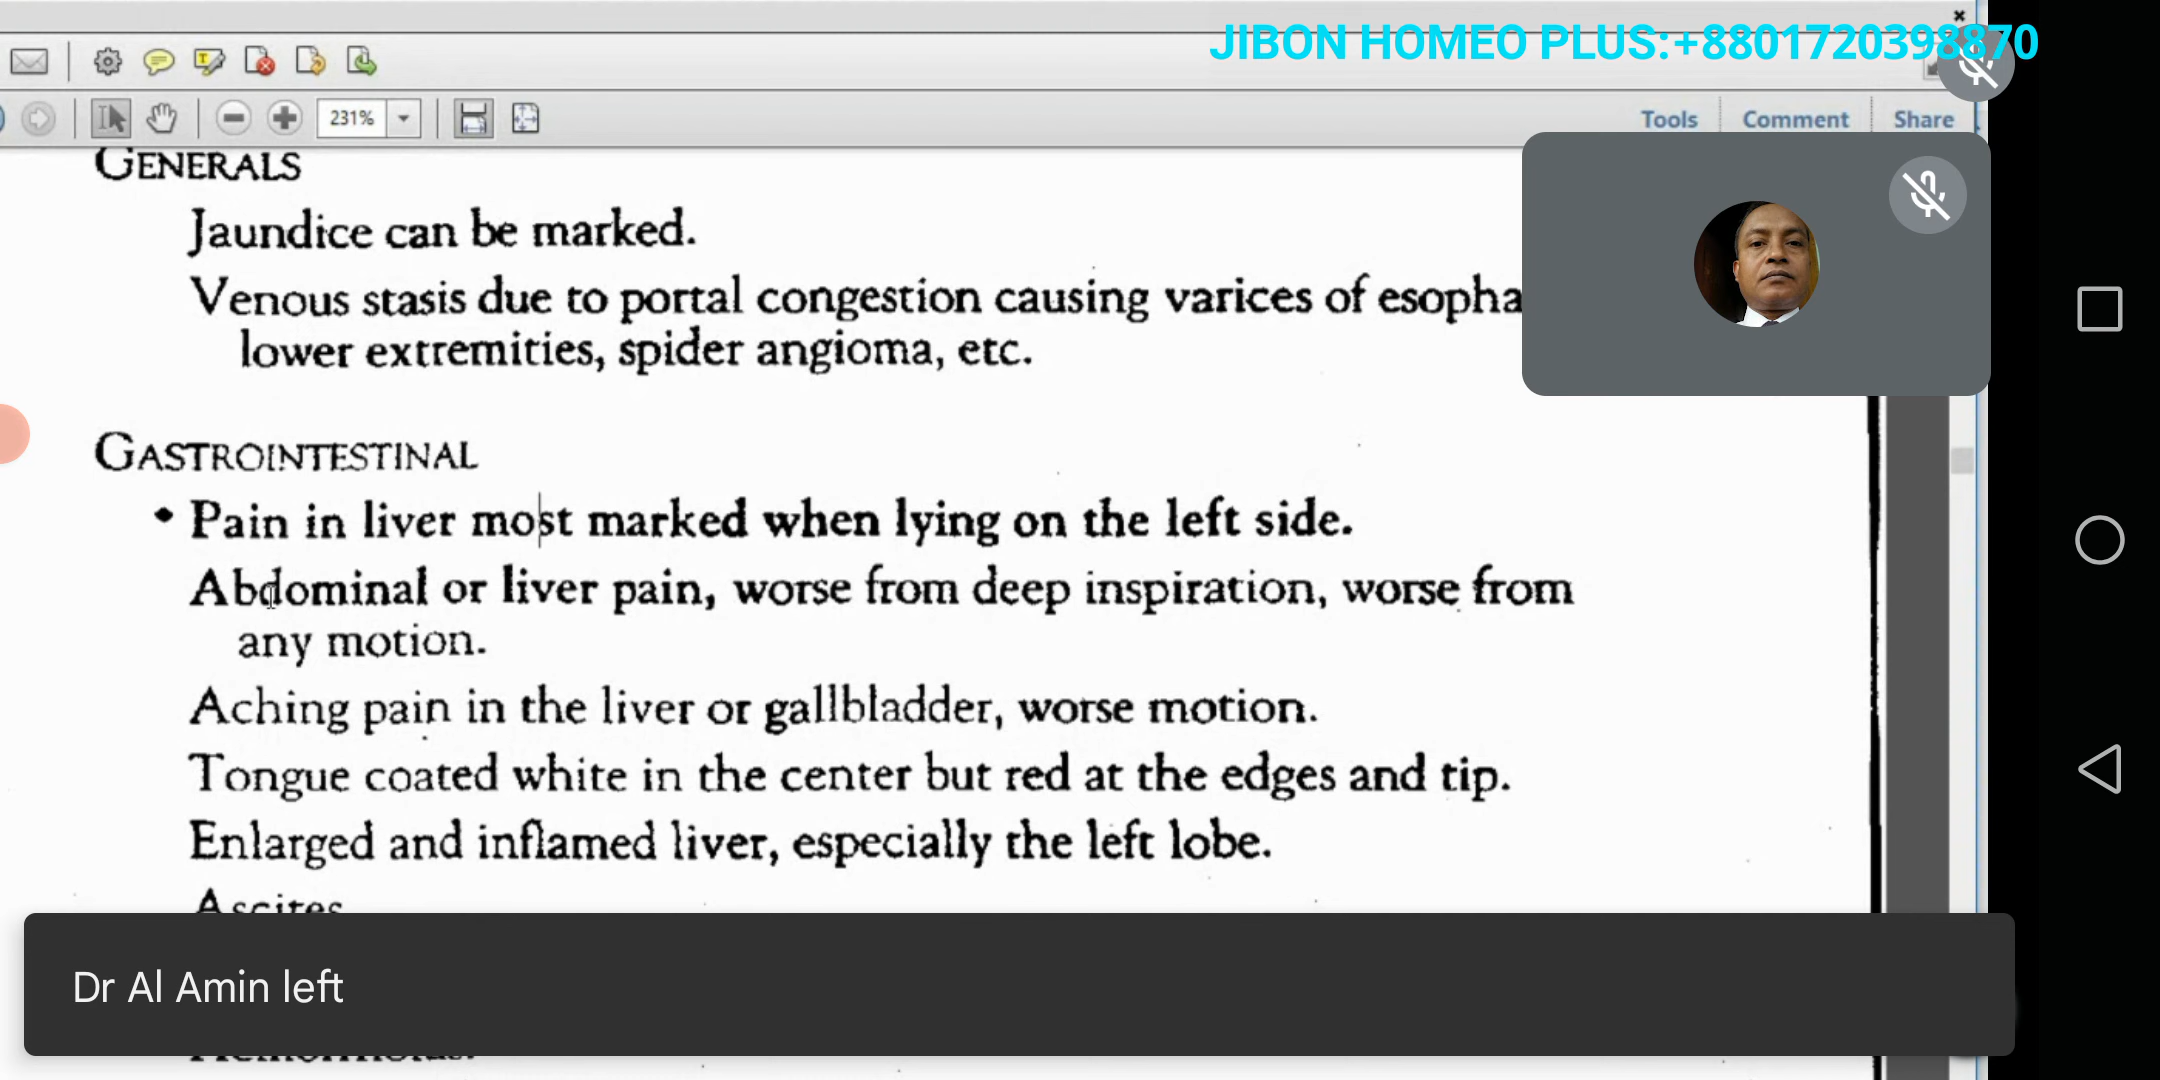 JIBON HOMEO PLUS:+8801720398870
231%
Tools Comment Share
GENERALS
Jaundice can be marked.
Venous stasis due to portal congestion causing varices of esopha
lower extremities, spider angioma, etc.
GASTROINTESTINAL
• Pain in liver most marked when lying on the left side.
Abdominal or liver pain, worse from deep inspiration, worse from
any motion.
Aching pain in the liver or gallbladder, worse motion.
Tongue coated white in the center but red at the edges and tip.
Enlarged and inflamed liver, especially the left lobe.
Ascites
Dr Al Amin left